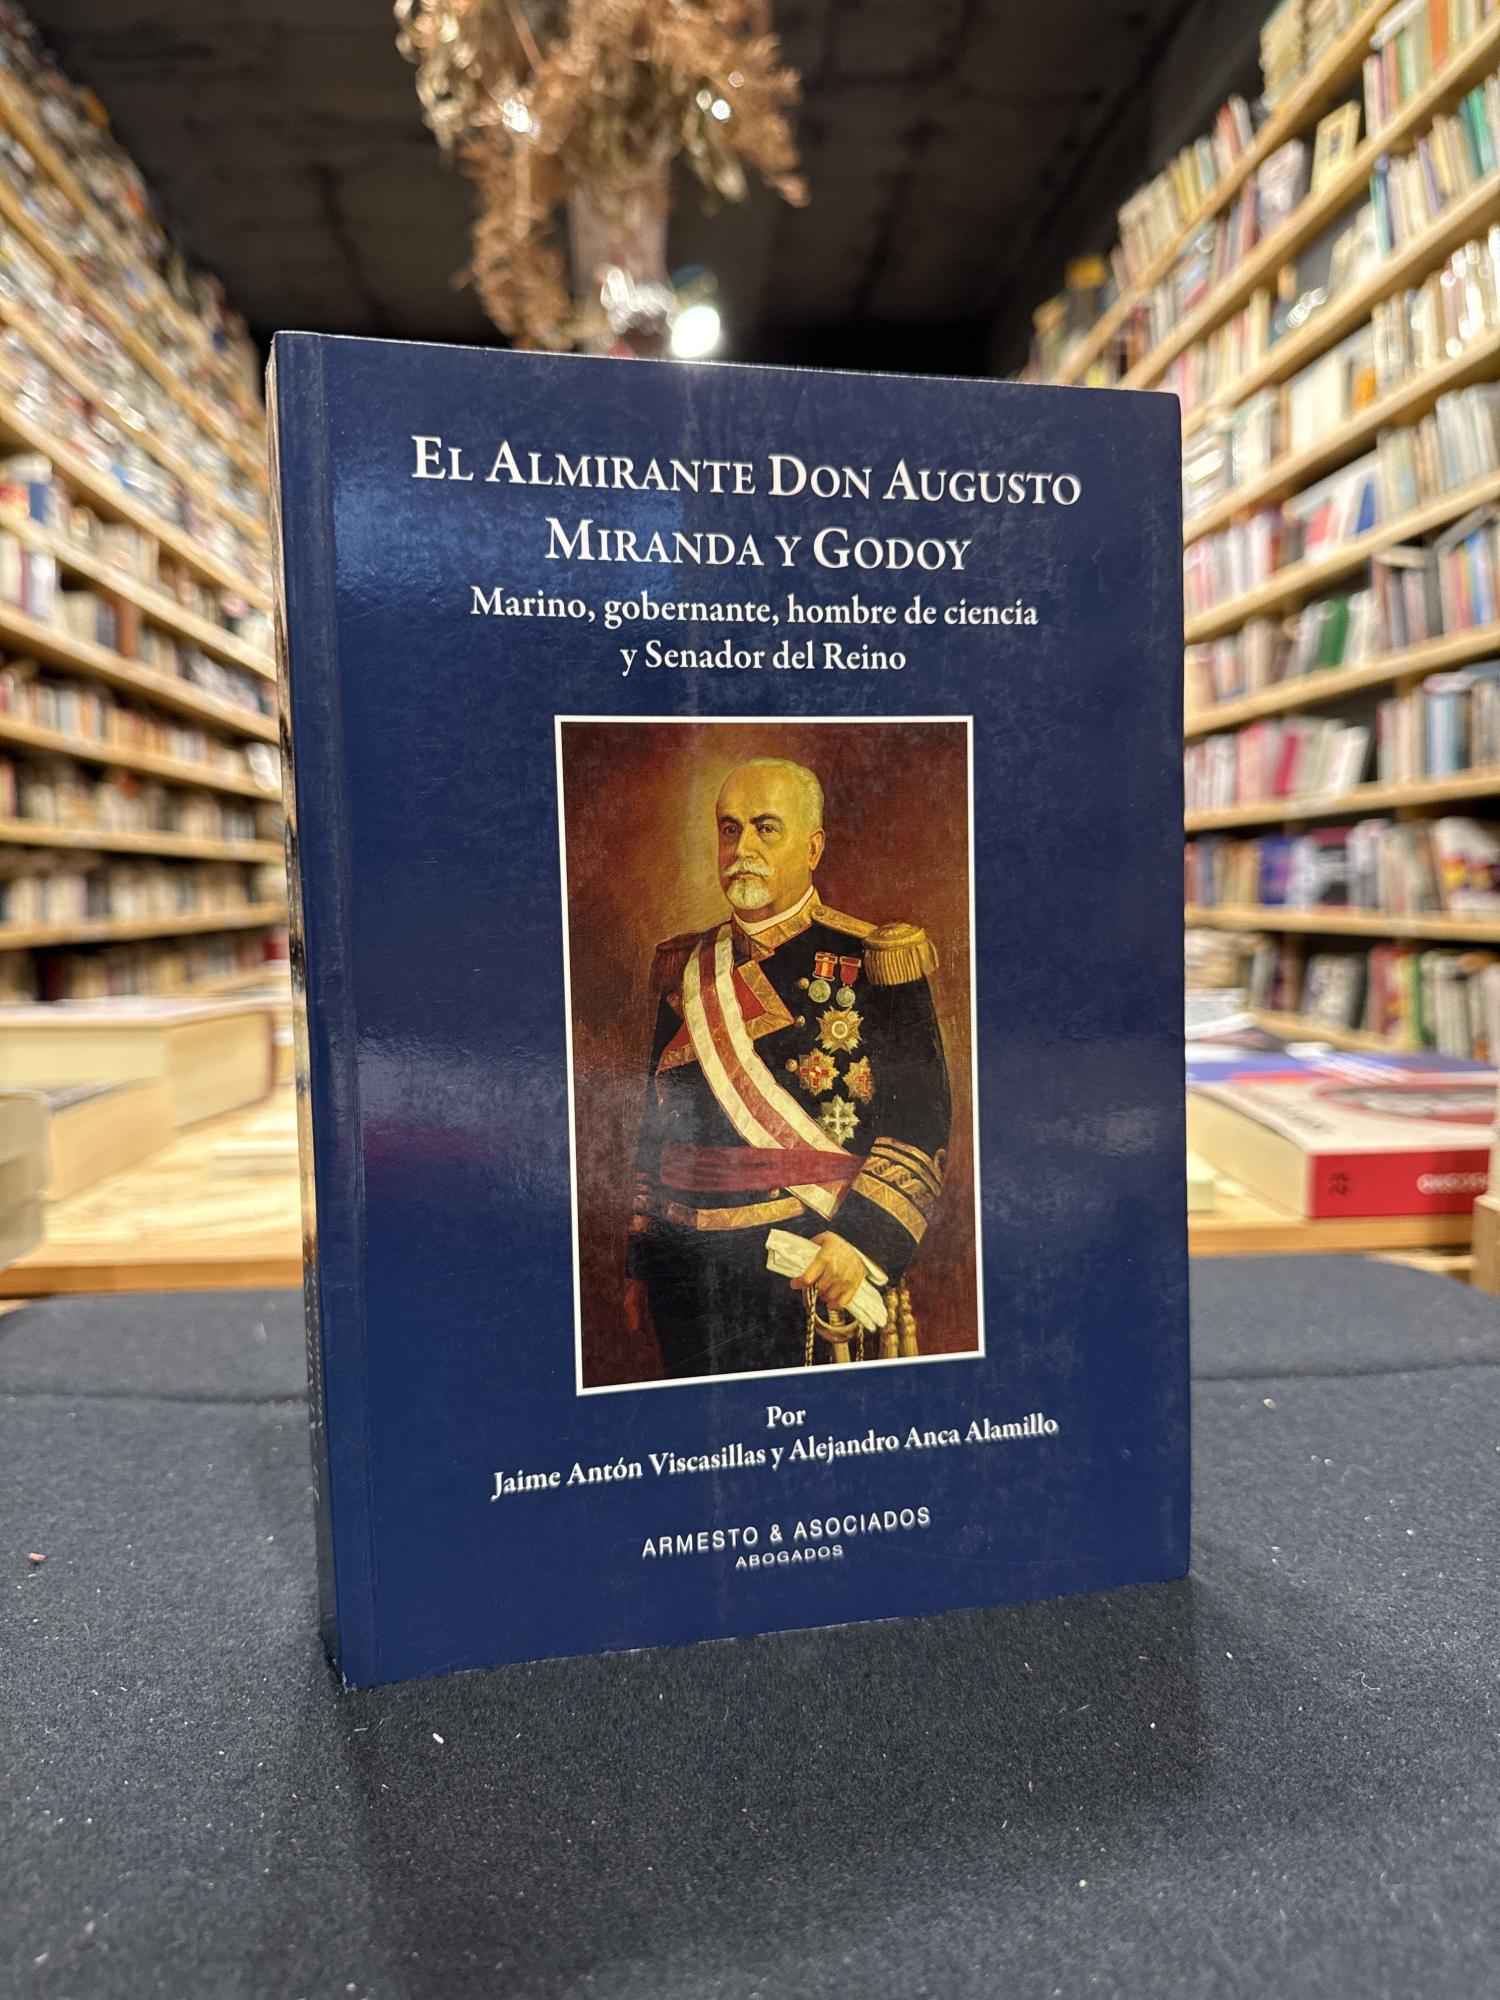 EL ALMIRANTE DON AUGUSTO
MIRANDA Y GODOY
Marino, gobernante, hombre de ciencia
y Senador del Reino
Por
Jaime Antón Viscasillas y Alejandro Anca Alamillo
ARMESTO & ASOCIADOS
ABOGADOS